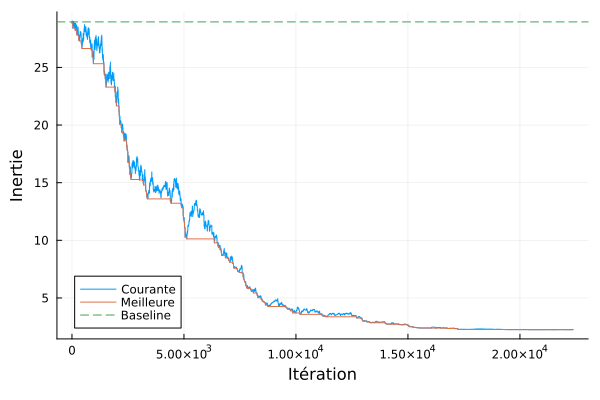 25
20
15
10
5
Inertie
Courante
Meilleure
Baseline
0
5.00×10³
1.00×10⁴
1.50×10⁴
2.00×10⁴
Itération